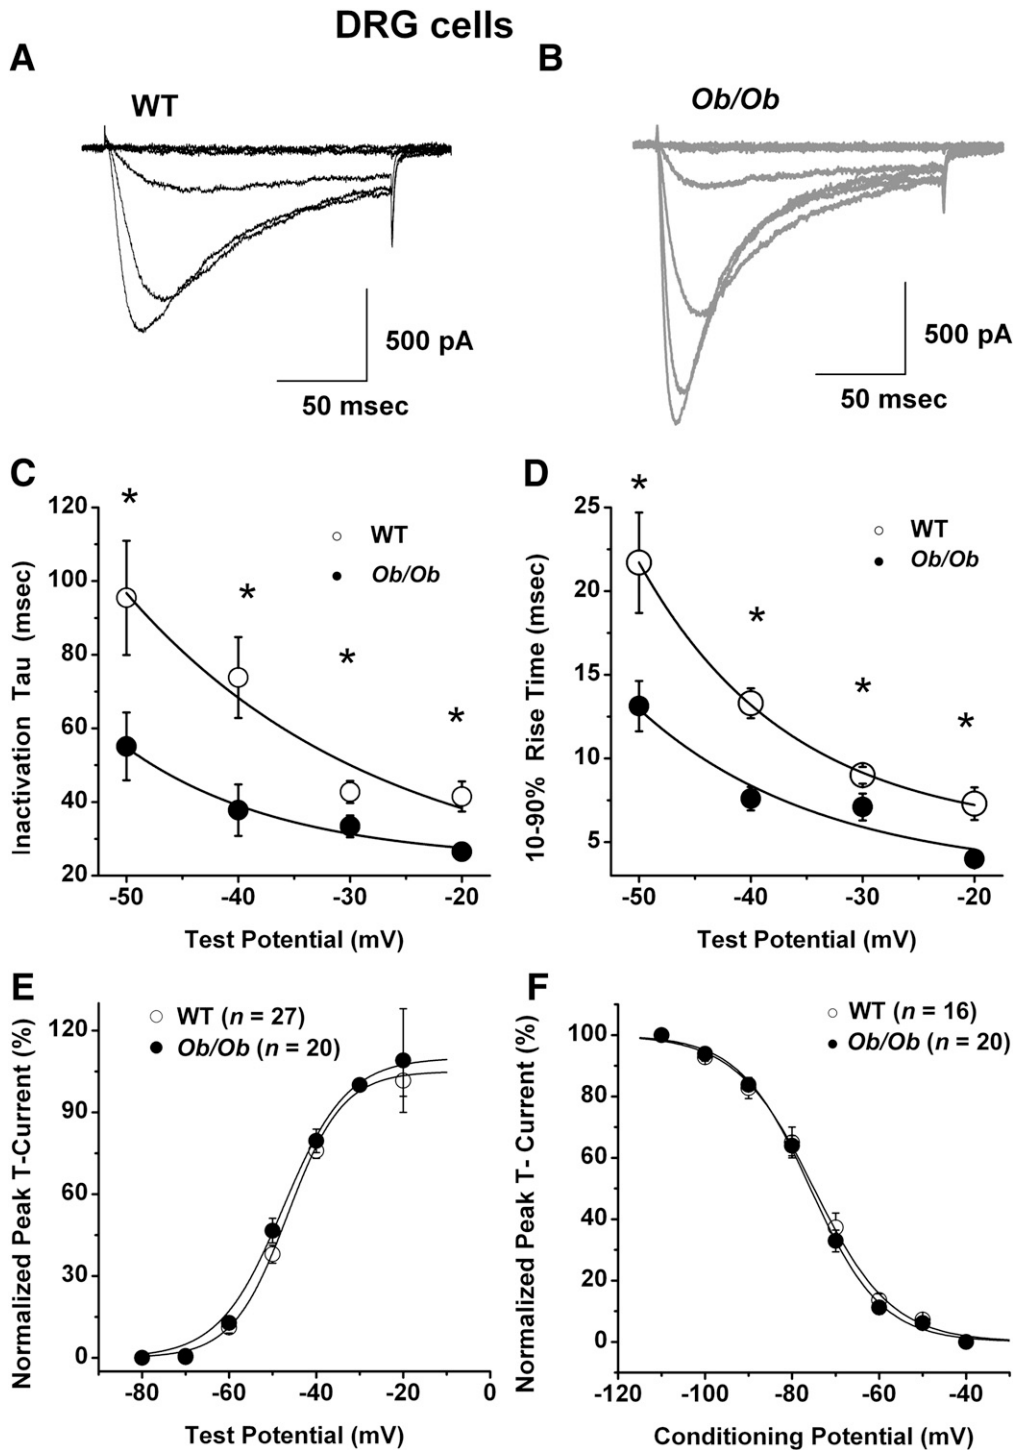 DRG cells
A
WT
500 pA
50 msec
B
Ob/Ob
500 pA
50 msec
C
Inactivation Tau (msec)
120
100
80
60
40
20
*
*
*
*
WT
Ob/Ob
-50 -40 -30 -20
Test Potential (mV)
D
10-90% Rise Time (msec)
25
20
15
10
5
*
*
*
*
WT
Ob/Ob
-50 -40 -30 -20
Test Potential (mV)
E
Normalized Peak T-Current (%)
120
90
60
30
0
WT (n = 27)
Ob/Ob (n = 20)
-80 -60 -40 -20 0
Test Potential (mV)
F
Normalized Peak T- Current (%)
100
80
60
40
20
0
WT (n = 16)
Ob/Ob (n = 20)
-120 -100 -80 -60 -40
Conditioning Potential (mV)